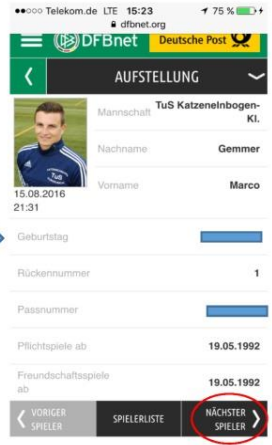 Telekom.de LTE 15:23 75 %
dfbnet.org
DFBnet Deutsche Post
AUFSTELLUNG
Mannschaft TuS Katzenelnbogen-Kl.
Nachname Gemmer
Vorname Marco
TuS
15.08.2016
21:31
Geburtstag
Rückennummer 1
Passnummer
Pflichtspiele ab 19.05.1992
Freundschaftsspiele
ab 19.05.1992
VORIGER
SPIELER
SPIELERLISTE
NÄCHSTER
SPIELER